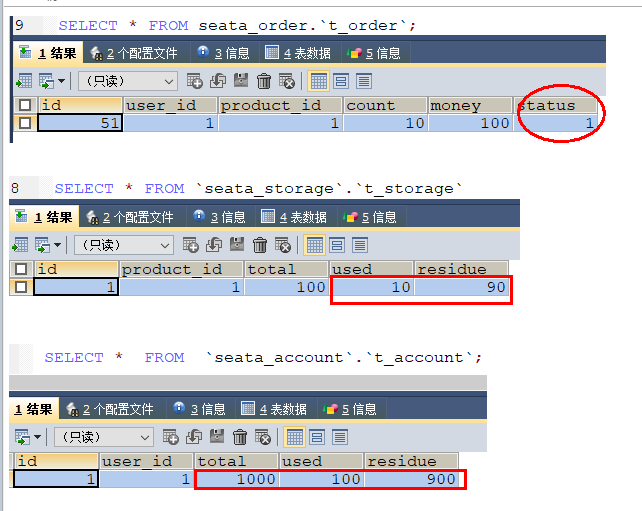 9 SELECT * FROM seata_order.`t_order`;
1 结果 2 个配置文件 3 信息 4 表数据 5 信息
(只读)
id user_id product_id count money status
51 1 1 10 100 1
8 SELECT * FROM `seata_storage`.`t_storage`
1 结果 2 个配置文件 3 信息 4 表数据 5 信息
(只读)
id product_id total used residue
1 1 100 10 90
SELECT * FROM `seata_account`.`t_account`;
1 结果 2 个配置文件 3 信息 4 表数据 5 信息
(只读)
id user_id total used residue
1 1 1000 100 900